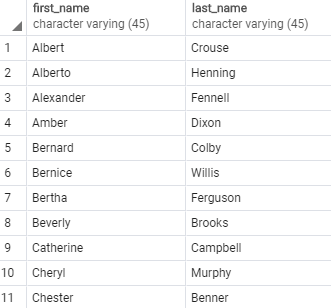 first_name last_name
character varying (45) character varying (45)
1 Albert Crouse
2 Alberto Henning
3 Alexander Fennell
4 Amber Dixon
5 Bernard Colby
6 Bernice Willis
7 Bertha Ferguson
8 Beverly Brooks
9 Catherine Campbell
10 Cheryl Murphy
11 Chester Benner